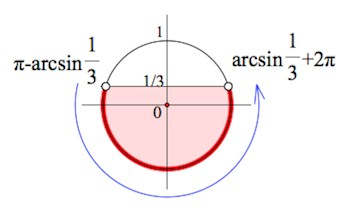 1
π-arcsin 1/3
arcsin 1/3 +2π
1/3
0